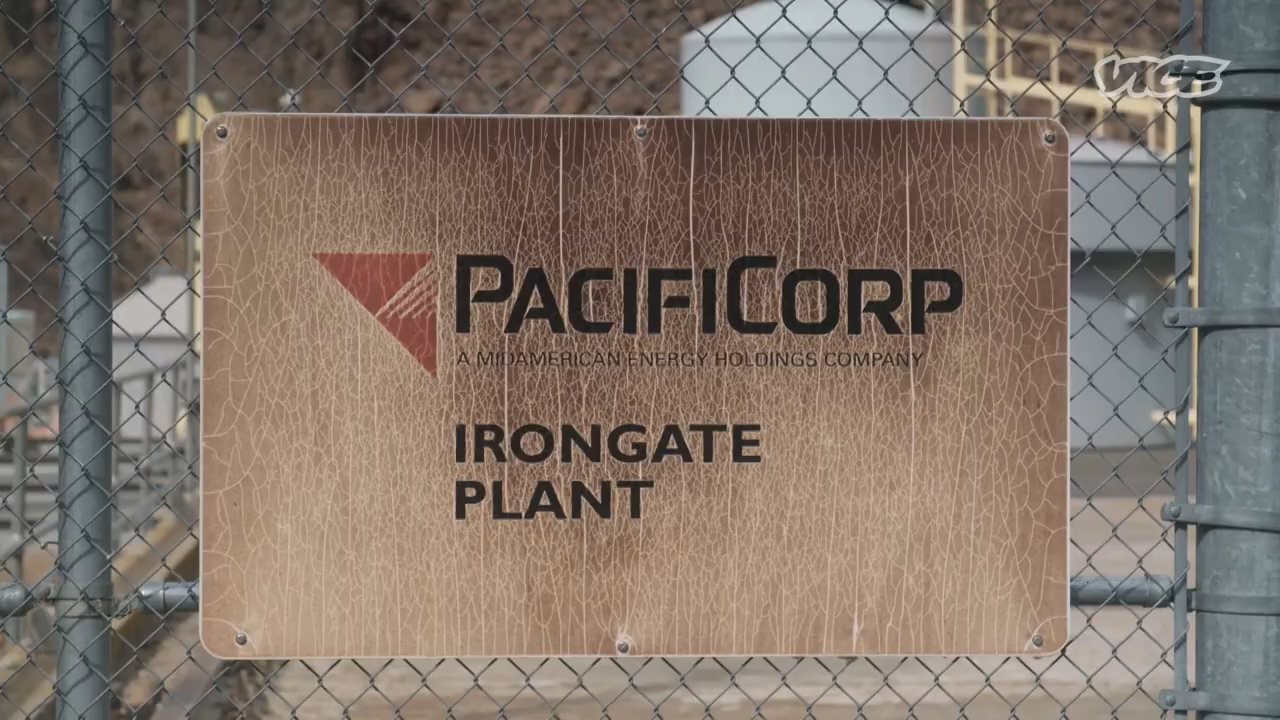 VICE
PACIFICORP
A MIDAMERICAN ENERGY HOLDINGS COMPANY
IRONGATE
PLANT